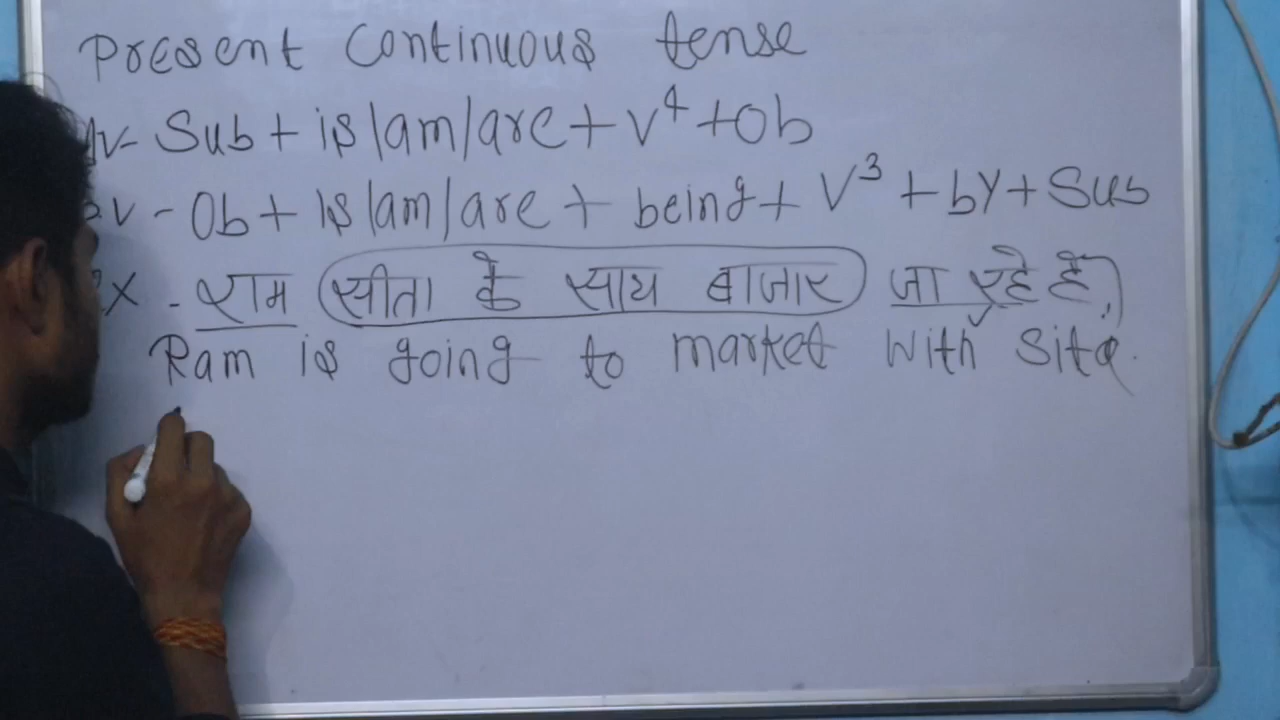 Present Continuous tense
Av- Sub + is/am/are + V⁴ + Ob
Pv - Ob + is/am/are + being + V³ + by + Sub
Ex - राम सीता के साथ बाजार जा रहे है,
Ram is going to market with Sita.